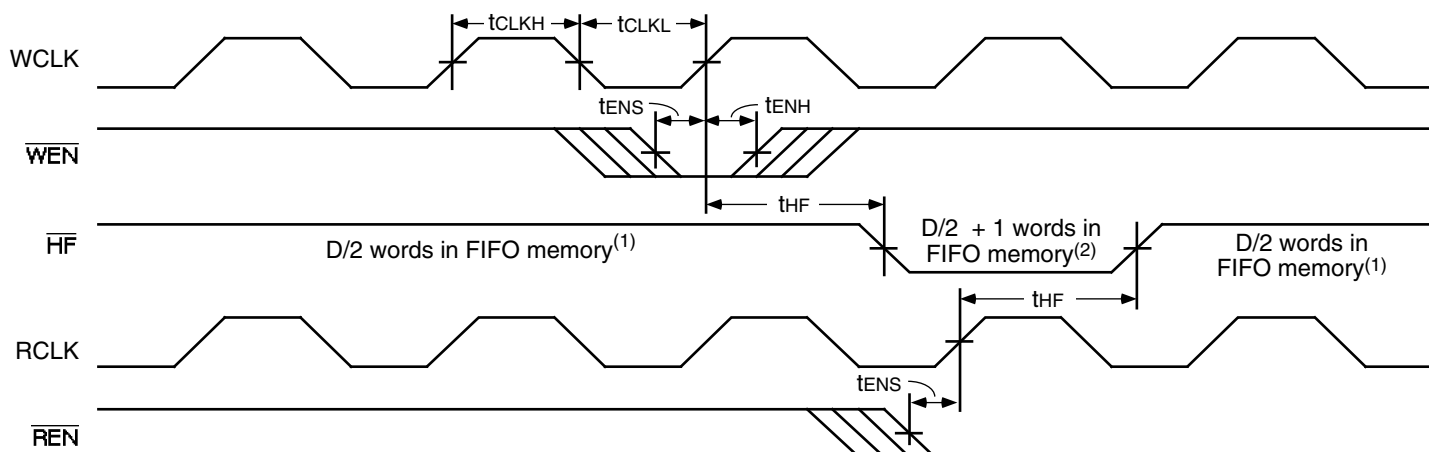 tCLKH tCLKL
WCLK
tENS tENH
WEN
tHF
HF
D/2 words in FIFO memory(1)
D/2 + 1 words in
FIFO memory(2)
D/2 words in
FIFO memory(1)
tHF
RCLK
tENS
REN